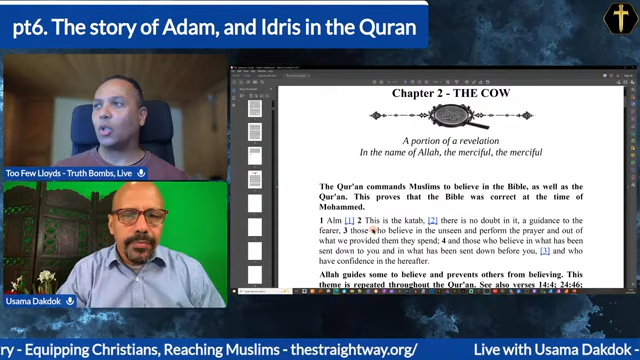 pt6. The story of Adam, and Idris in the Quran
Too Few Lloyds - Truth Bombs, Live
Usama Dakdok
Chapter 2 - THE COW
A portion of a revelation
In the name of Allah, the merciful, the merciful
The Qur'an commands Muslims to believe in the Bible, as well as the
Qur'an. This proves that the Bible was correct at the time of
Mohammed.
1 Alm [1] 2 This is the katab, [2] there is no doubt in it, a guidance to the
fearer, 3 those who believe in the unseen and perform the prayer and out of
what we provided them they spend; 4 and those who believe in what has been
sent down to you and in what has been sent down before you, [3] and who
have confidence in the hereafter.
Allah guides some to believe and prevents others from believing. This
theme is repeated throughout the Qur'an. See also verses 14:4; 24:46;
ry - Equipping Christians, Reaching Muslims - thestraightway.org/
Live with Usama Dakdok -